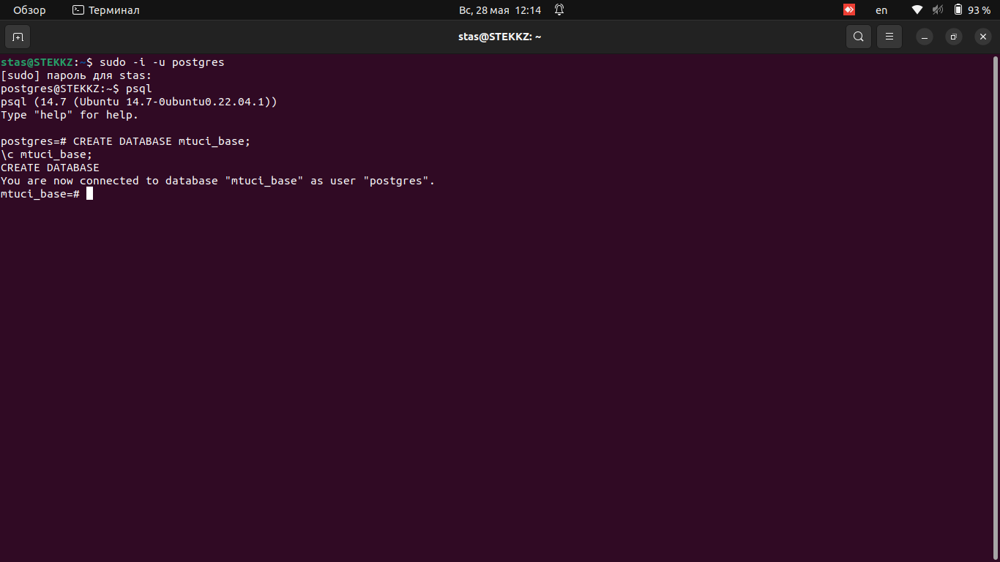 Обзор Терминал Вс, 28 мая 12:14 en 93 %
stas@STEKKZ: ~
stas@STEKKZ:~$ sudo -i -u postgres
[sudo] пароль для stas:
postgres@STEKKZ:~$ psql
psql (14.7 (Ubuntu 14.7-0ubuntu0.22.04.1))
Type "help" for help.
postgres=# CREATE DATABASE mtuci_base;
\c mtuci_base;
CREATE DATABASE
You are now connected to database "mtuci_base" as user "postgres".
mtuci_base=#